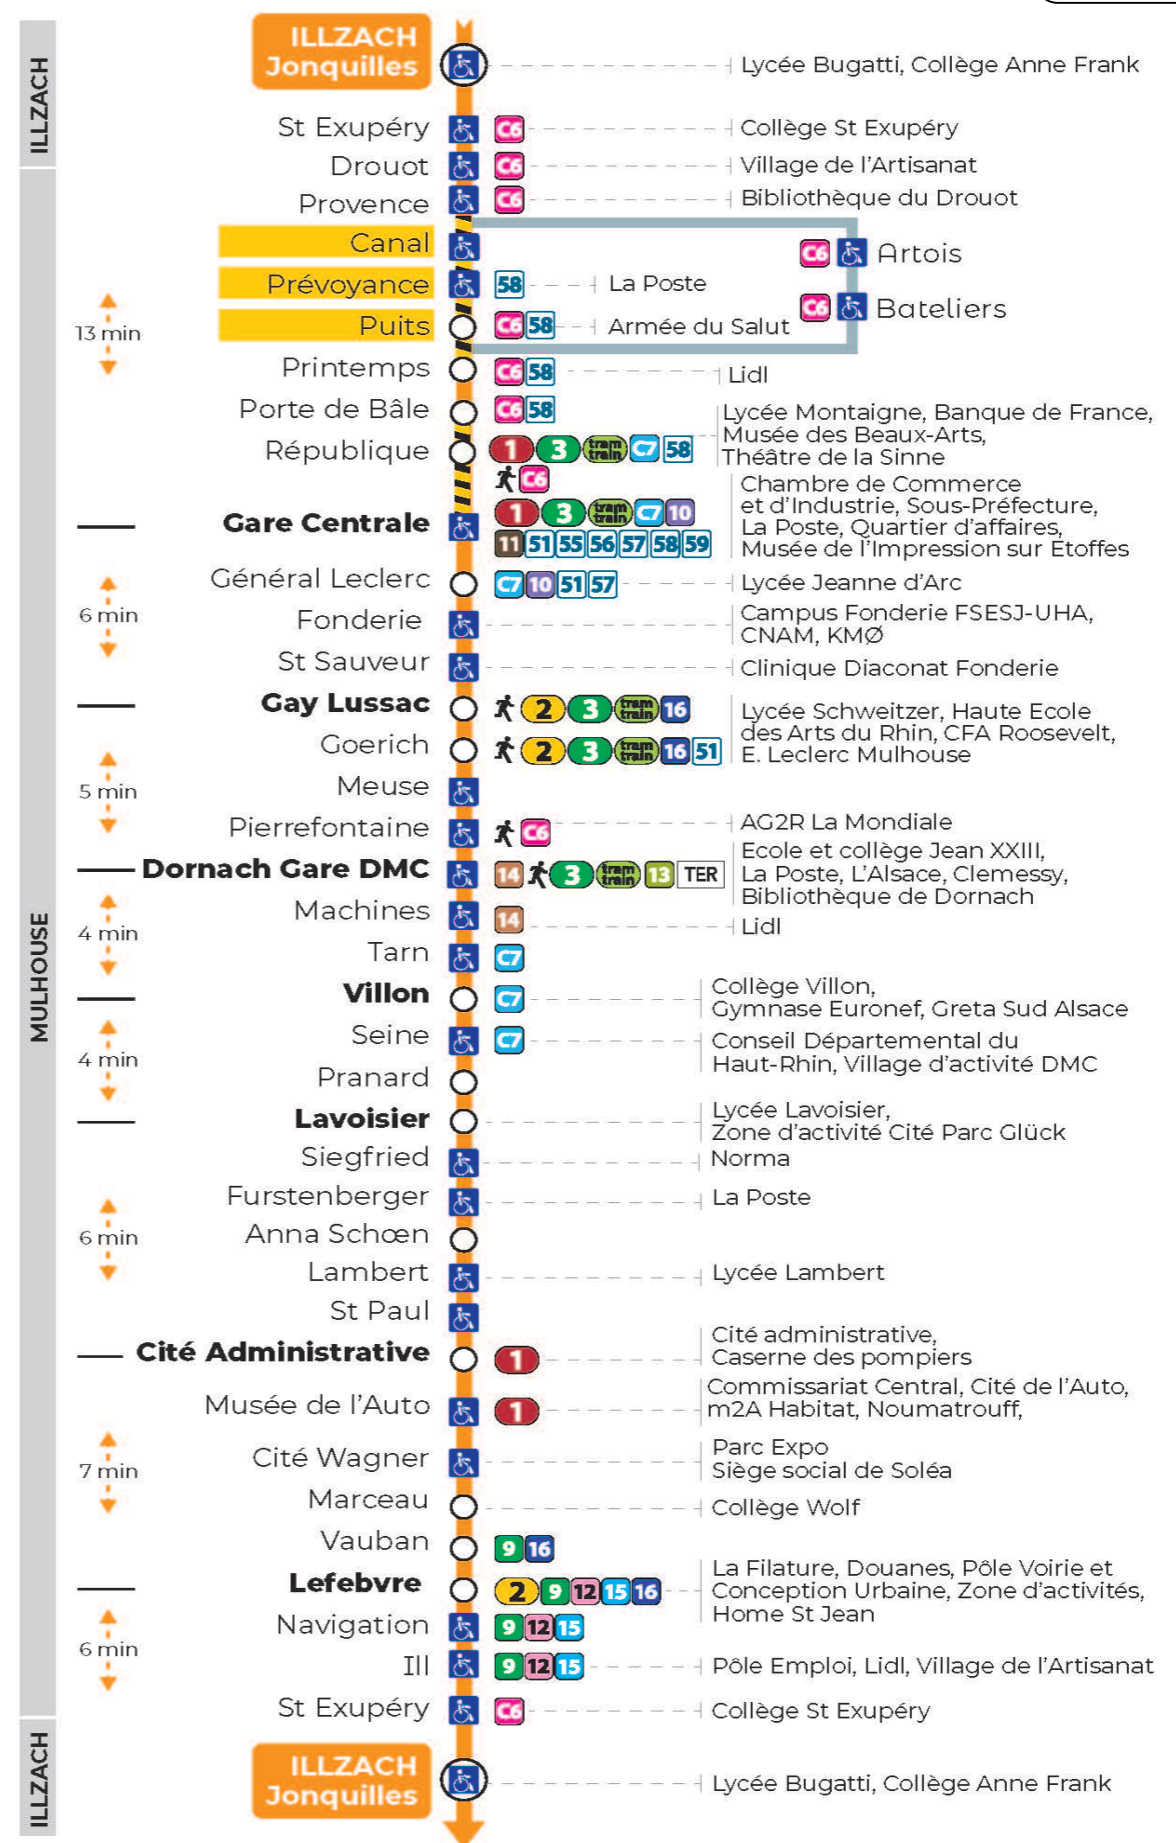 ILLZACH
Jonquilles
Lycée Bugatti, Collège Anne Frank
ILLZACH
St Exupéry C6 Collège St Exupéry
Drouot C6 Village de l'Artisanat
Provence C6 Bibliothèque du Drouot
Canal
C6 Artois
Prévoyance 58 La Poste
C6 Bateliers
13 min
Puits C6 58 Armée du Salut
Printemps C6 58 Lidl
Porte de Bâle C6 58
République 1 3 tram train C7 58
C6
Lycée Montaigne, Banque de France,
Musée des Beaux-Arts,
Théâtre de la Sinne
Gare Centrale 1 3 tram train C7 10
11 51 55 56 57 58 59
Chambre de Commerce
et d'Industrie, Sous-Préfecture,
La Poste, Quartier d'affaires,
Musée de l'Impression sur Etoffes
Général Leclerc C7 10 51 57 Lycée Jeanne d'Arc
6 min
Fonderie
Campus Fonderie FSESJ-UHA,
CNAM, KMØ
St Sauveur Clinique Diaconat Fonderie
Gay Lussac 2 3 tram train 16
Goerich 2 3 tram train 16 51
Lycée Schweitzer, Haute Ecole
des Arts du Rhin, CFA Roosevelt,
E. Leclerc Mulhouse
5 min
Meuse
Pierrefontaine C6 AG2R La Mondiale
Dornach Gare DMC 14 3 tram train 13 TER
Ecole et collège Jean XXIII,
La Poste, L'Alsace, Clemessy,
Bibliothèque de Dornach
MULHOUSE
4 min
Machines 14 Lidl
Tarn C7
Villon C7
Collège Villon,
Gymnase Euronef, Greta Sud Alsace
Seine C7
Conseil Départemental du
Haut-Rhin, Village d'activité DMC
4 min
Pranard
Lavoisier
Lycée Lavoisier,
Zone d'activité Cité Parc Glück
Siegfried Norma
Furstenberger La Poste
6 min
Anna Schœn
Lambert Lycée Lambert
St Paul
Cité Administrative 1
Cité administrative,
Caserne des pompiers
Musée de l'Auto 1
Commissariat Central, Cité de l'Auto,
m2A Habitat, Noumatrouff,
7 min
Cité Wagner
Parc Expo
Siège social de Soléa
Marceau Collège Wolf
Vauban 9 16
Lefebvre 2 9 12 15 16
La Filature, Douanes, Pôle Voirie et
Conception Urbaine, Zone d'activités,
Home St Jean
6 min
Navigation 9 12 15
Ill 9 12 15 Pôle Emploi, Lidl, Village de l'Artisanat
St Exupéry C6 Collège St Exupéry
ILLZACH
ILLZACH
Jonquilles
Lycée Bugatti, Collège Anne Frank